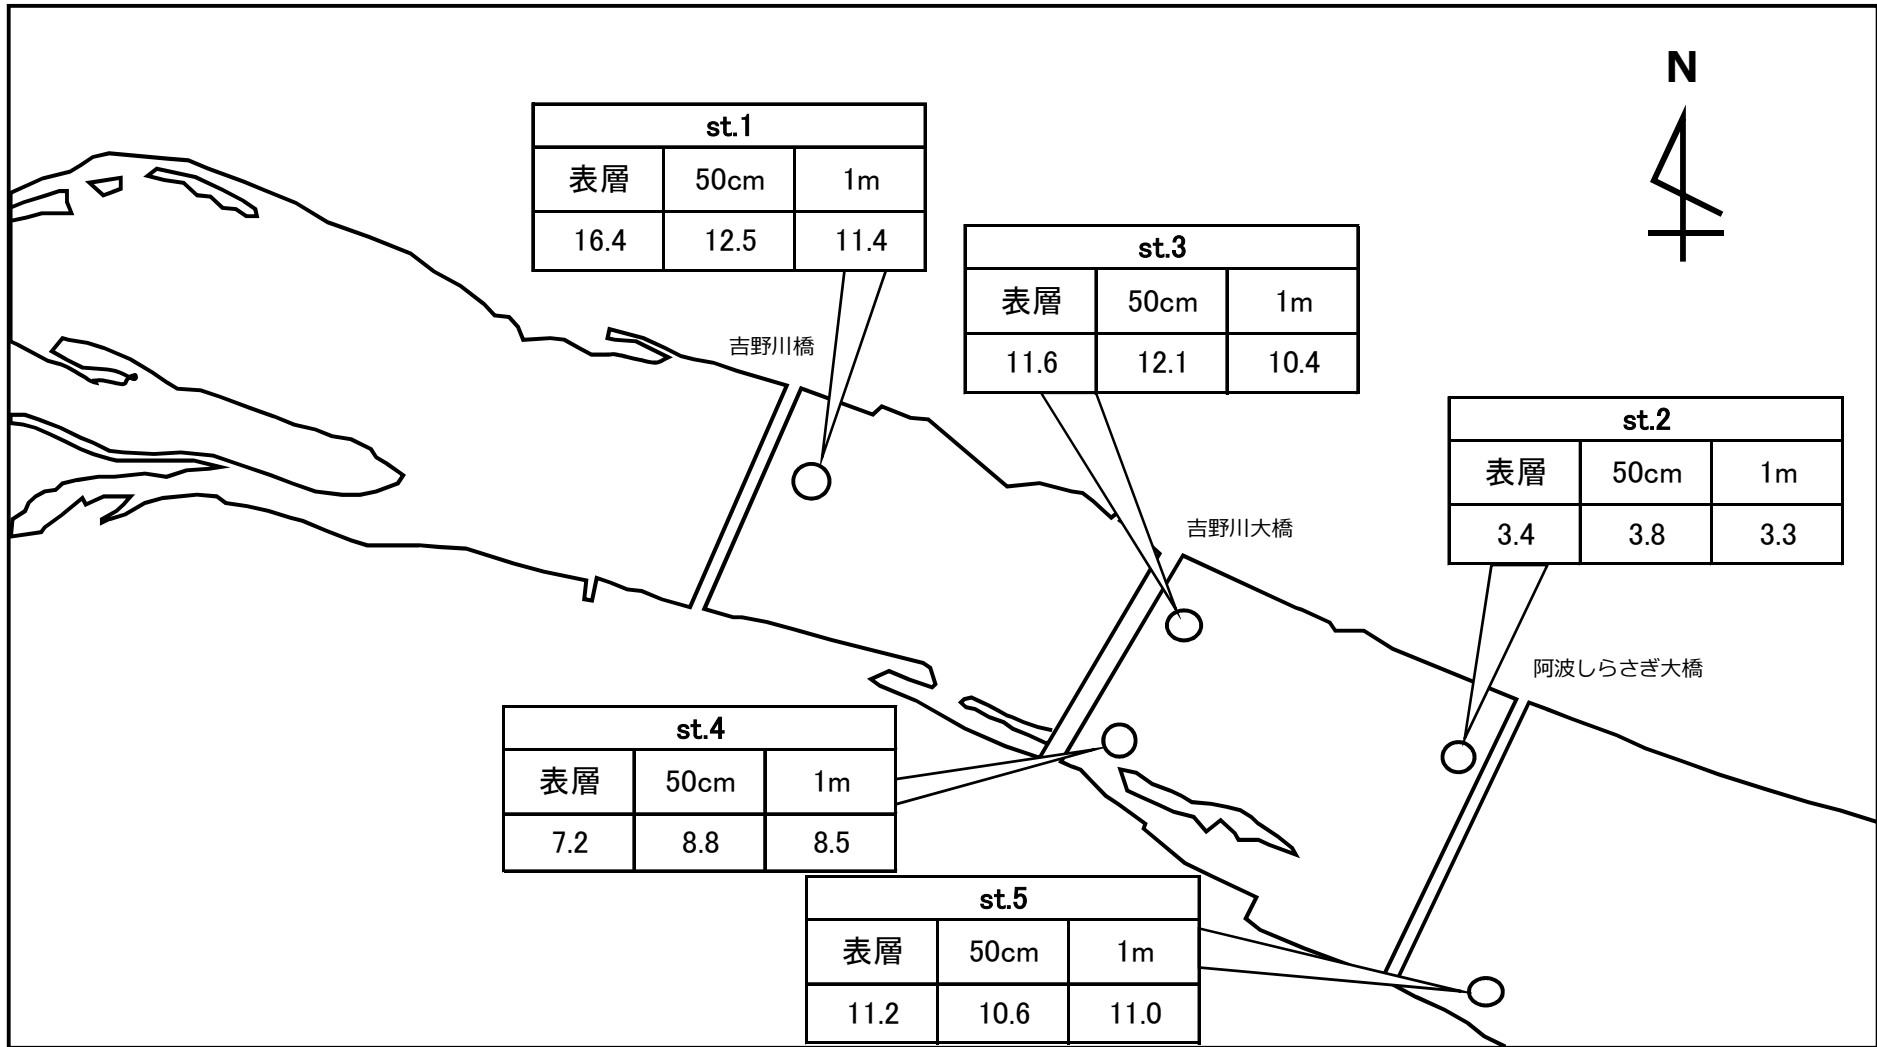 N
st.1
表層 50cm 1m
16.4 12.5 11.4
吉野川橋
st.3
表層 50cm 1m
11.6 12.1 10.4
st.2
表層 50cm 1m
3.4 3.8 3.3
吉野川大橋
阿波しらさぎ大橋
st.4
表層 50cm 1m
7.2 8.8 8.5
st.5
表層 50cm 1m
11.2 10.6 11.0